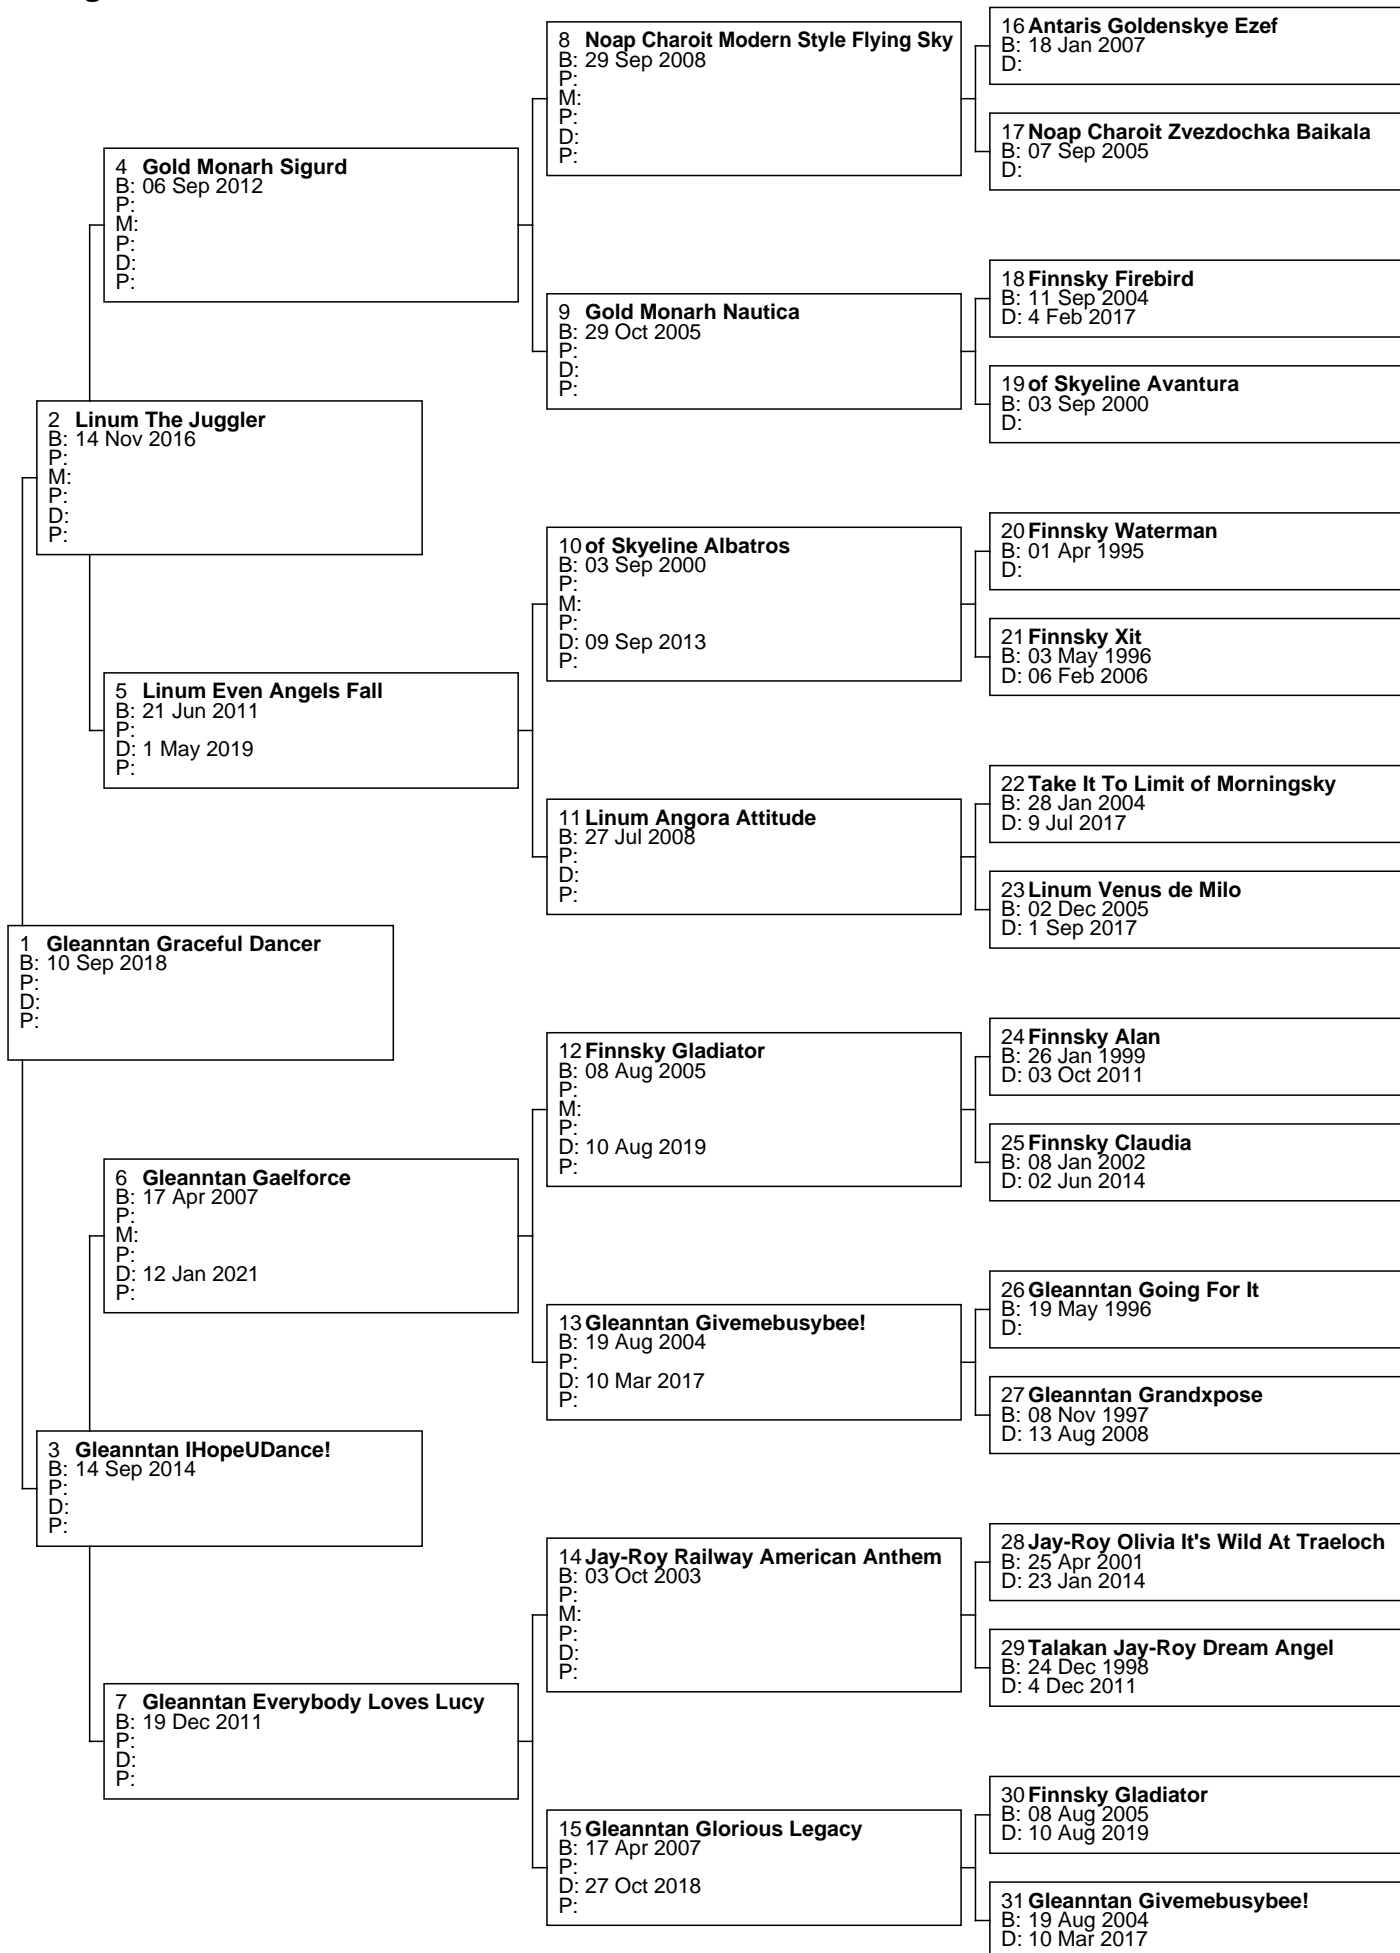 8 Noap Charoit Modern Style Flying Sky
B: 29 Sep 2008
P:
M:
P:
D:
P:
16 Antaris Goldenskye Ezef
B: 18 Jan 2007
D:
17 Noap Charoit Zvezdochka Baikala
B: 07 Sep 2005
D:
4 Gold Monarh Sigurd
B: 06 Sep 2012
P:
M:
P:
D:
P:
18 Finnsky Firebird
B: 11 Sep 2004
D: 4 Feb 2017
9 Gold Monarh Nautica
B: 29 Oct 2005
P:
D:
P:
19 of Skyeline Avantura
B: 03 Sep 2000
D:
2 Linum The Juggler
B: 14 Nov 2016
P:
M:
P:
D:
P:
20 Finnsky Waterman
B: 01 Apr 1995
D:
10 of Skyeline Albatros
B: 03 Sep 2000
P:
M:
P:
D: 09 Sep 2013
P:
21 Finnsky Xit
B: 03 May 1996
D: 06 Feb 2006
5 Linum Even Angels Fall
B: 21 Jun 2011
P:
D: 1 May 2019
P:
22 Take It To Limit of Morningsky
B: 28 Jan 2004
D: 9 Jul 2017
11 Linum Angora Attitude
B: 27 Jul 2008
P:
D:
P:
23 Linum Venus de Milo
B: 02 Dec 2005
D: 1 Sep 2017
1 Gleanntan Graceful Dancer
B: 10 Sep 2018
P:
D:
P:
24 Finnsky Alan
B: 26 Jan 1999
D: 03 Oct 2011
12 Finnsky Gladiator
B: 08 Aug 2005
P:
M:
P:
D: 10 Aug 2019
P:
25 Finnsky Claudia
B: 08 Jan 2002
D: 02 Jun 2014
6 Gleanntan Gaelforce
B: 17 Apr 2007
P:
M:
P:
D: 12 Jan 2021
P:
26 Gleanntan Going For It
B: 19 May 1996
D:
13 Gleanntan Givemebusybee!
B: 19 Aug 2004
P:
D: 10 Mar 2017
P:
27 Gleanntan Grandxpose
B: 08 Nov 1997
D: 13 Aug 2008
3 Gleanntan IHopeUDance!
B: 14 Sep 2014
P:
D:
P:
28 Jay-Roy Olivia It's Wild At Traeloch
B: 25 Apr 2001
D: 23 Jan 2014
14 Jay-Roy Railway American Anthem
B: 03 Oct 2003
P:
M:
P:
D:
P:
29 Talakan Jay-Roy Dream Angel
B: 24 Dec 1998
D: 4 Dec 2011
7 Gleanntan Everybody Loves Lucy
B: 19 Dec 2011
P:
D:
P:
30 Finnsky Gladiator
B: 08 Aug 2005
D: 10 Aug 2019
15 Gleanntan Glorious Legacy
B: 17 Apr 2007
P:
D: 27 Oct 2018
P:
31 Gleanntan Givemebusybee!
B: 19 Aug 2004
D: 10 Mar 2017